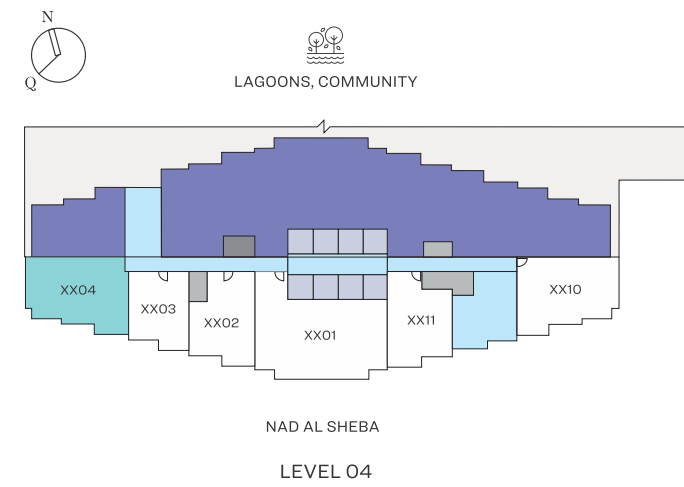 N
Q
LAGOONS, COMMUNITY
XX04
XX03
XX02
XX01
XX11
XX10
NAD AL SHEBA
LEVEL 04